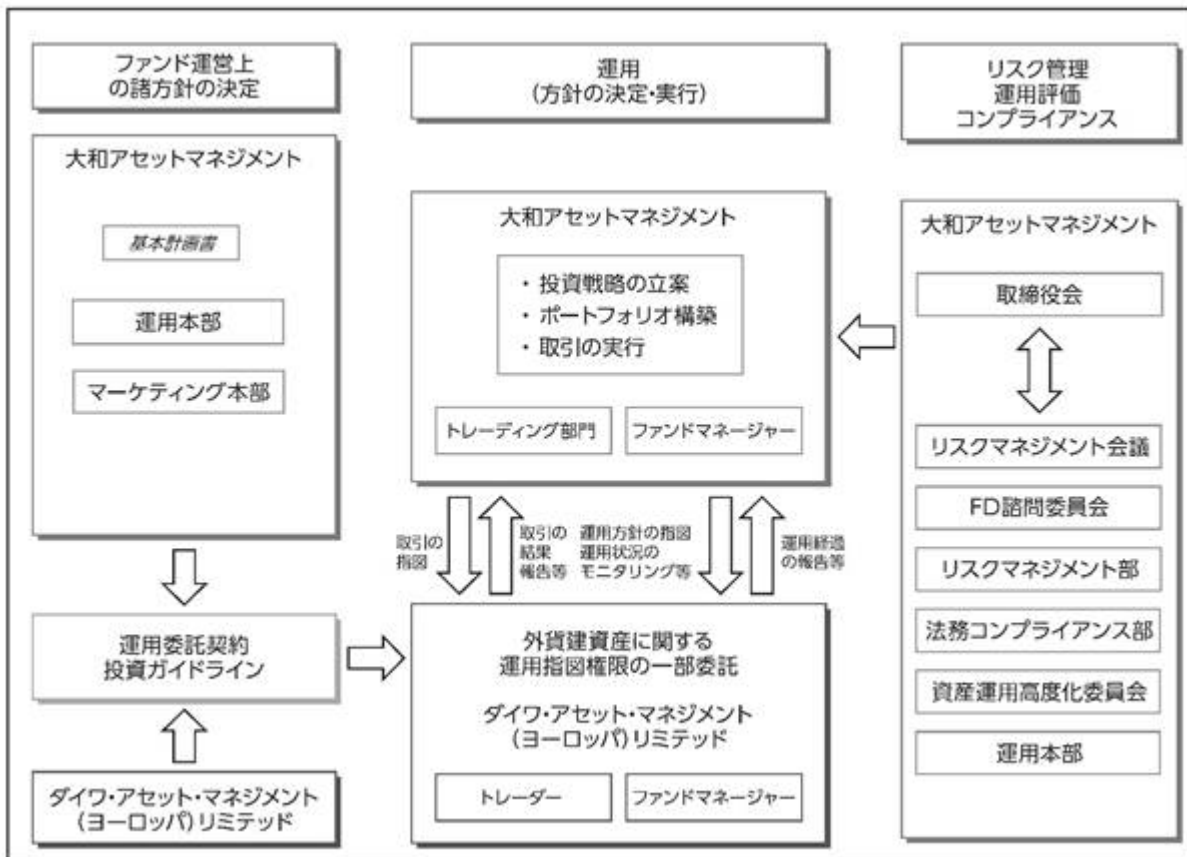 ファンド運営上
の諸方針の決定
大和アセットマネジメント
基本計画書
運用本部
マーケティング本部
運用委託契約
投資ガイドライン
ダイワ・アセット・マネジメント
(ヨーロッパ)リミテッド
運用
(方針の決定・実行)
大和アセットマネジメント
・ 投資戦略の立案
・ ポートフォリオ構築
・ 取引の実行
トレーディング部門
ファンドマネージャー
取引の
指図
取引の
結果
報告等
運用方針の指図
運用状況の
モニタリング等
運用経過
の報告等
外貨建資産に関する
運用指図権限の一部委託
ダイワ・アセット・マネジメント
(ヨーロッパ)リミテッド
トレーダー
ファンドマネージャー
リスク管理
運用評価
コンプライアンス
大和アセットマネジメント
取締役会
リスクマネジメント会議
FD諮問委員会
リスクマネジメント部
法務コンプライアンス部
資産運用高度化委員会
運用本部